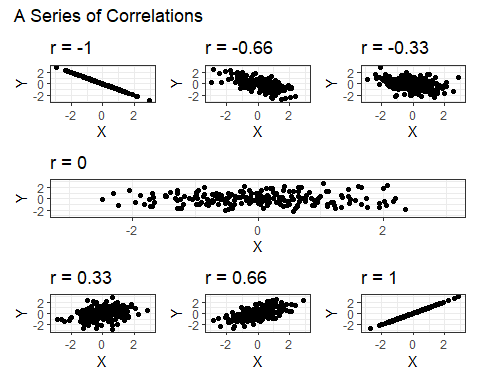 A Series of Correlations
r = -1 r = -0.66 r = -0.33
Y 2 0 -2 Y 2 0 -2 Y 2 0 -2
-2 0 2 -2 0 2 -2 0 2
X X X
r = 0
Y 2 0 -2
-2 0 2
X
r = 0.33 r = 0.66 r = 1
Y 2 0 -2 Y 2 0 -2 Y 2 0 -2
-2 0 2 -2 0 2 -2 0 2
X X X